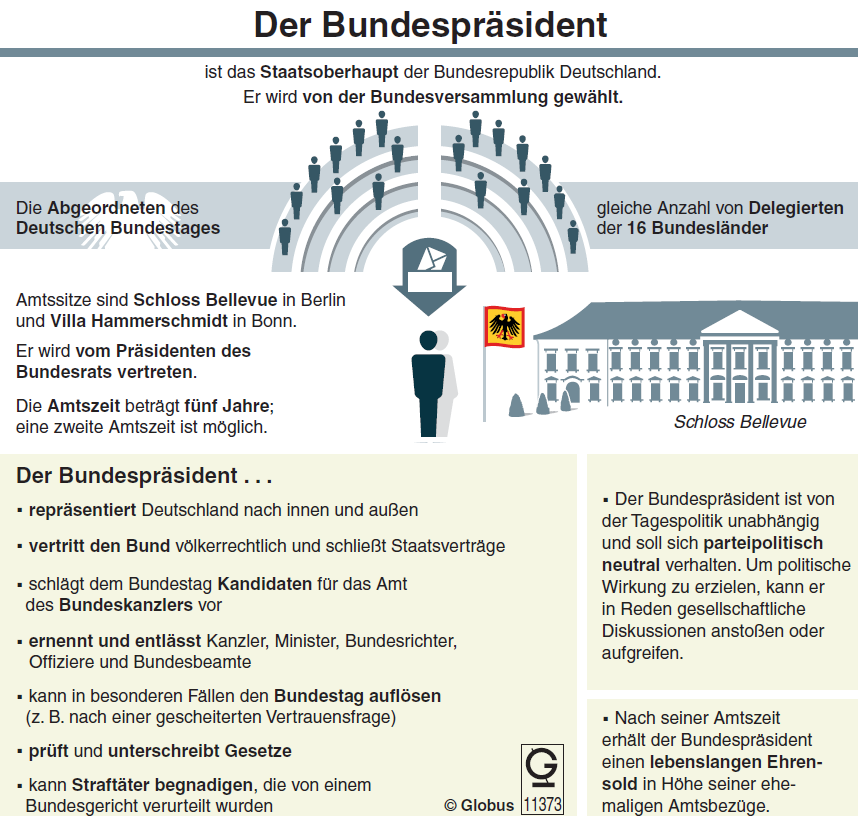 Der Bundespräsident
ist das Staatsoberhaupt der Bundesrepublik Deutschland.
Er wird von der Bundesversammlung gewählt.
Die Abgeordneten des
Deutschen Bundestages
gleiche Anzahl von Delegierten
der 16 Bundesländer
Amtssitze sind Schloss Bellevue in Berlin
und Villa Hammerschmidt in Bonn.
Er wird vom Präsidenten des
Bundesrats vertreten.
Die Amtszeit beträgt fünf Jahre;
eine zweite Amtszeit ist möglich.
Schloss Bellevue
Der Bundespräsident . . .
▪ repräsentiert Deutschland nach innen und außen
▪ vertritt den Bund völkerrechtlich und schließt Staatsverträge
▪ schlägt dem Bundestag Kandidaten für das Amt
des Bundeskanzlers vor
▪ ernennt und entlässt Kanzler, Minister, Bundesrichter,
Offiziere und Bundesbeamte
▪ kann in besonderen Fällen den Bundestag auflösen
(z. B. nach einer gescheiterten Vertrauensfrage)
▪ prüft und unterschreibt Gesetze
▪ kann Straftäter begnadigen, die von einem
Bundesgericht verurteilt wurden
© Globus
G
11373
▪ Der Bundespräsident ist von
der Tagespolitik unabhängig
und soll sich parteipolitisch
neutral verhalten. Um politische
Wirkung zu erzielen, kann er
in Reden gesellschaftliche
Diskussionen anstoßen oder
aufgreifen.
▪ Nach seiner Amtszeit
erhält der Bundespräsident
einen lebenslangen Ehren-
sold in Höhe seiner ehe-
maligen Amtsbezüge.